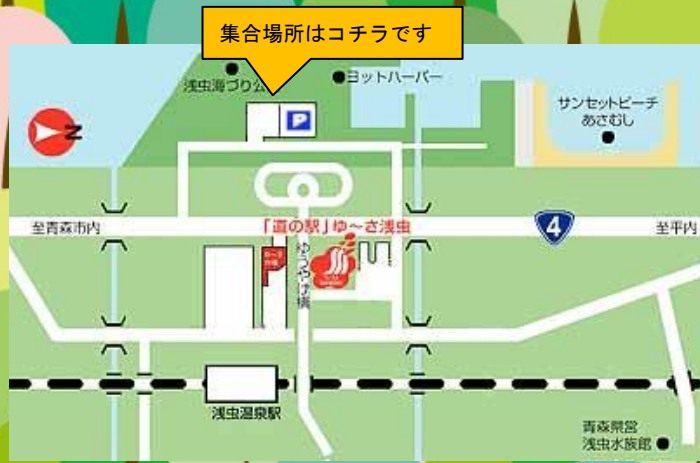 集合場所はコチラです
浅虫海づり公
ヨットハーバー
サンセットビーチ
あさむし
P
N
至青森市内
「道の駅」ゆ～さ浅虫
4
至平内
ゆうやけ橋
浅虫温泉駅
青森県営
浅虫水族館